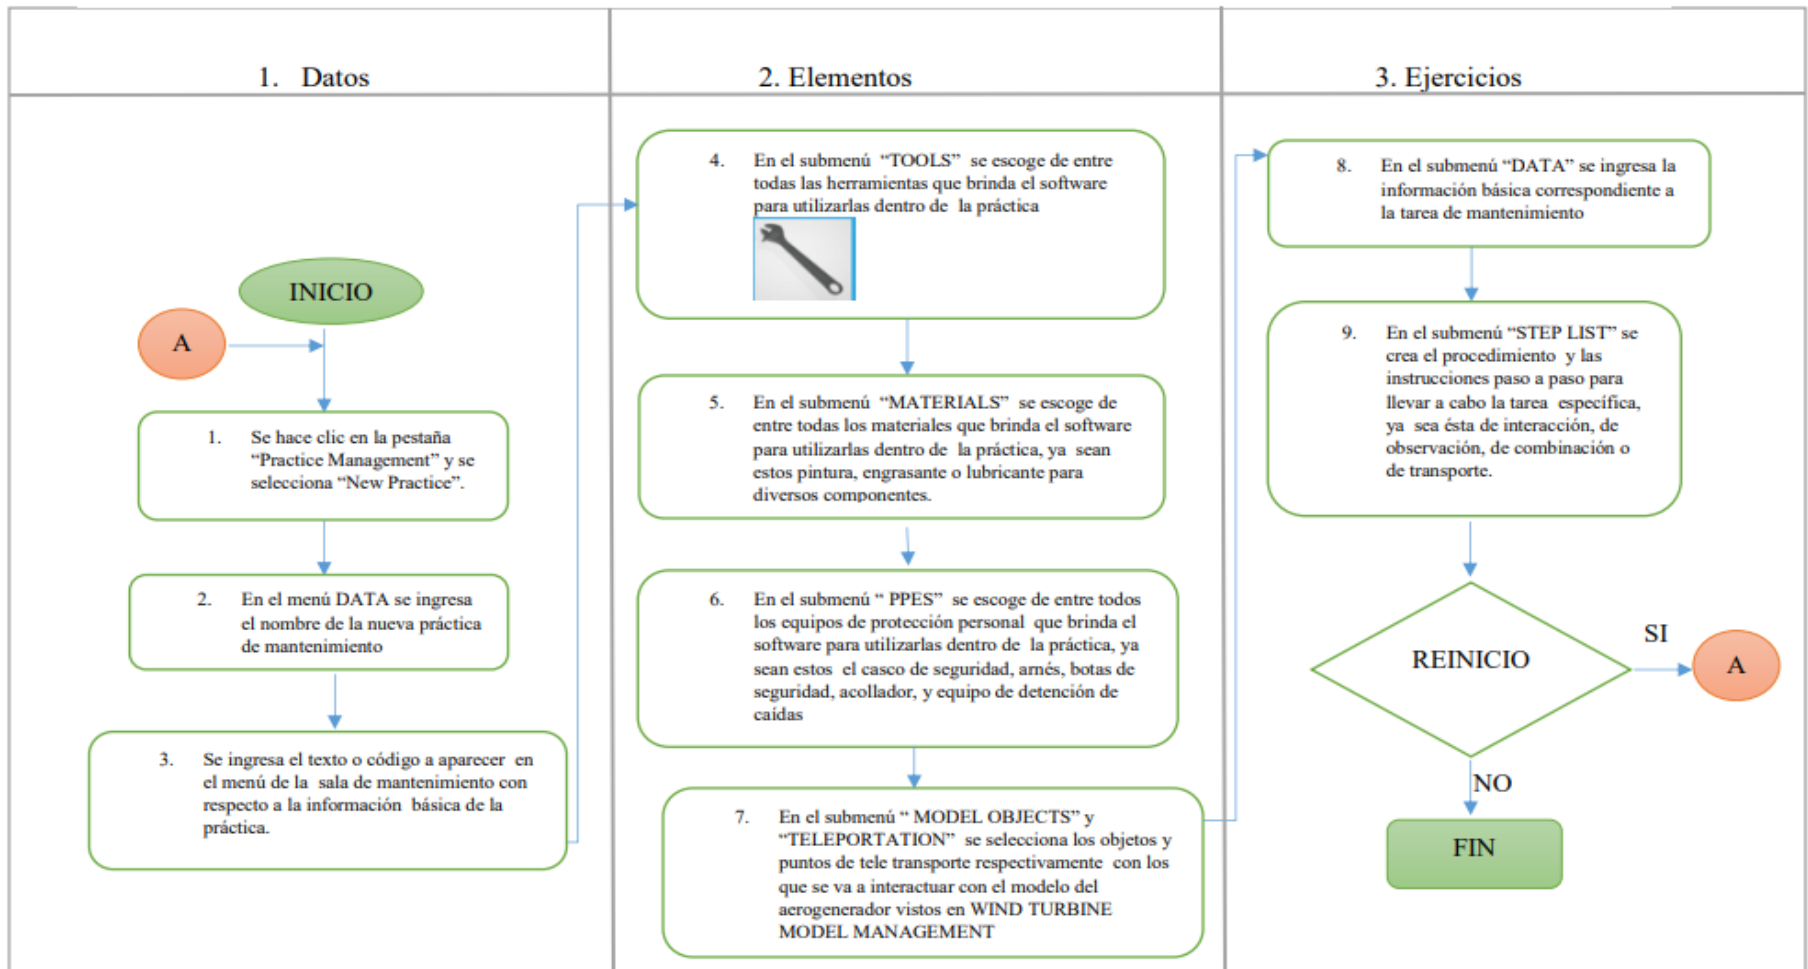 1. Datos
INICIO
A
1. Se hace clic en la pestaña
“Practice Management” y se
selecciona “New Practice”.
2. En el menú DATA se ingresa
el nombre de la nueva práctica
de mantenimiento
3. Se ingresa el texto o código a aparecer en
el menú de la sala de mantenimiento con
respecto a la información básica de la
práctica.
2. Elementos
4. En el submenú “TOOLS” se escoge de entre
todas las herramientas que brinda el software
para utilizarlas dentro de la práctica
5. En el submenú “MATERIALS” se escoge de
entre todas los materiales que brinda el software
para utilizarlas dentro de la práctica, ya sean
estos pintura, engrasante o lubricante para
diversos componentes.
6. En el submenú “ PPES” se escoge de entre todos
los equipos de protección personal que brinda el
software para utilizarlas dentro de la práctica, ya
sean estos el casco de seguridad, arnés, botas de
seguridad, acollador, y equipo de detención de
caídas
7. En el submenú “ MODEL OBJECTS” y
“TELEPORTATION” se selecciona los objetos y
puntos de tele transporte respectivamente con los
que se va a interactuar con el modelo del
aerogenerador vistos en WIND TURBINE
MODEL MANAGEMENT
3. Ejercicios
8. En el submenú “DATA” se ingresa la
información básica correspondiente a
la tarea de mantenimiento
9. En el submenú “STEP LIST” se
crea el procedimiento y las
instrucciones paso a paso para
llevar a cabo la tarea específica,
ya sea ésta de interacción, de
observación, de combinación o
de transporte.
REINICIO
SI
A
NO
FIN